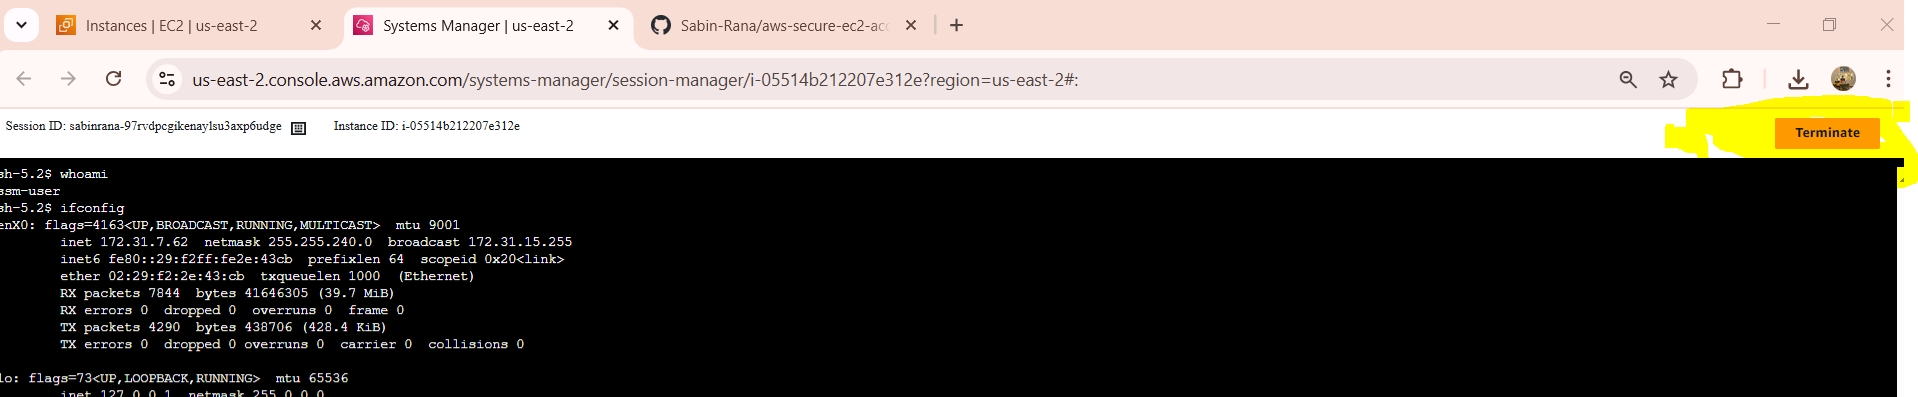 Instances | EC2 | us-east-2
Systems Manager | us-east-2
Sabin-Rana/aws-secure-ec2-acc
us-east-2.console.aws.amazon.com/systems-manager/session-manager/i-05514b212207e312e?region=us-east-2#:
Session ID: sabinrana-97rvdpcgikenaylsu3axp6udge
Instance ID: i-05514b212207e312e
Terminate
sh-5.2$ whoami
ssm-user
sh-5.2$ ifconfig
enX0: flags=4163<UP,BROADCAST,RUNNING,MULTICAST>  mtu 9001
inet 172.31.7.62  netmask 255.255.240.0  broadcast 172.31.15.255
inet6 fe80::29:f2ff:fe2e:43cb  prefixlen 64  scopeid 0x20<link>
ether 02:29:f2:2e:43:cb  txqueuelen 1000  (Ethernet)
RX packets 7844  bytes 41646305 (39.7 MiB)
RX errors 0  dropped 0  overruns 0  frame 0
TX packets 4290  bytes 438706 (428.4 KiB)
TX errors 0  dropped 0 overruns 0  carrier 0  collisions 0
lo: flags=73<UP,LOOPBACK,RUNNING>  mtu 65536
inet 127.0.0.1  netmask 255.0.0.0